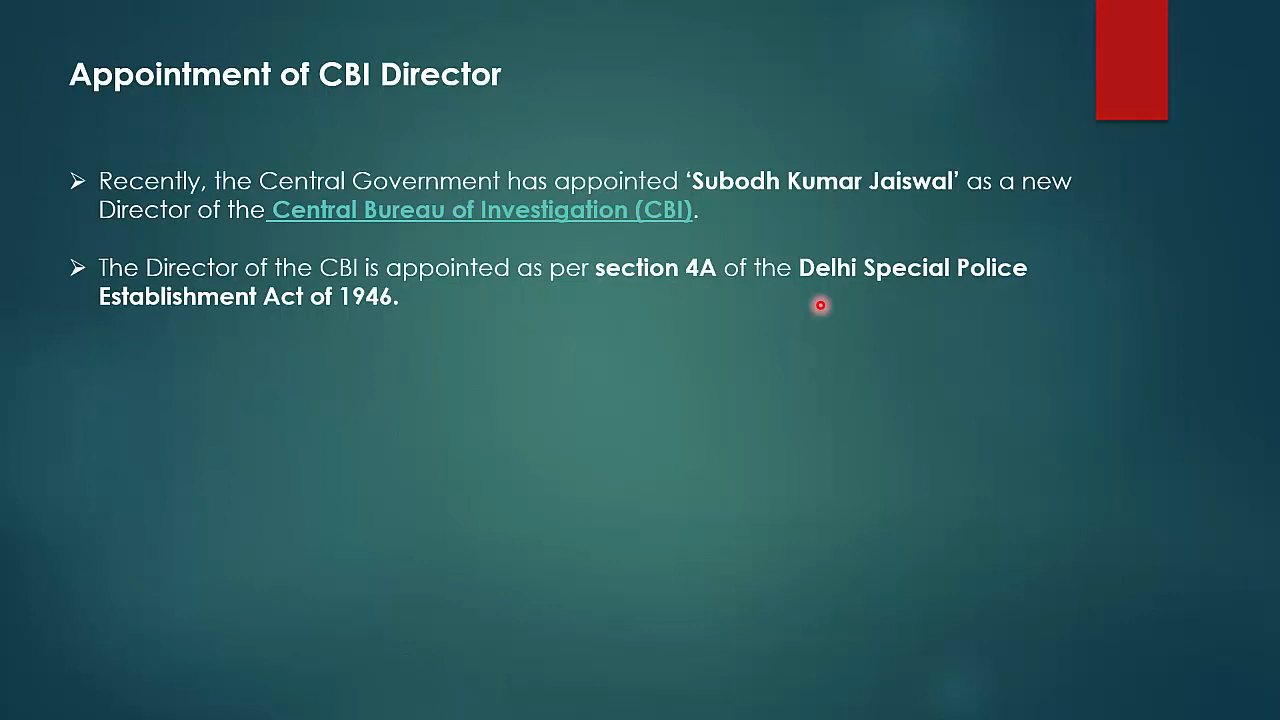 Appointment of CBI Director
➢ Recently, the Central Government has appointed ‘Subodh Kumar Jaiswal’ as a new
Director of the Central Bureau of Investigation (CBI).
➢ The Director of the CBI is appointed as per section 4A of the Delhi Special Police
Establishment Act of 1946.